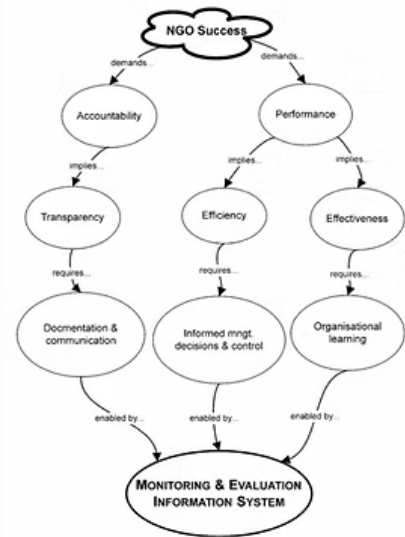 NGO Success
demands...
demands...
Accountability
Performance
implies...
implies...
implies...
Transparency
Efficiency
Effectiveness
requires...
requires...
requires...
Docmentation &
communication
Informed mngt.
decisions & control
Organisational
learning
enabled by...
enabled by...
enabled by...
MONITORING & EVALUATION
INFORMATION SYSTEM